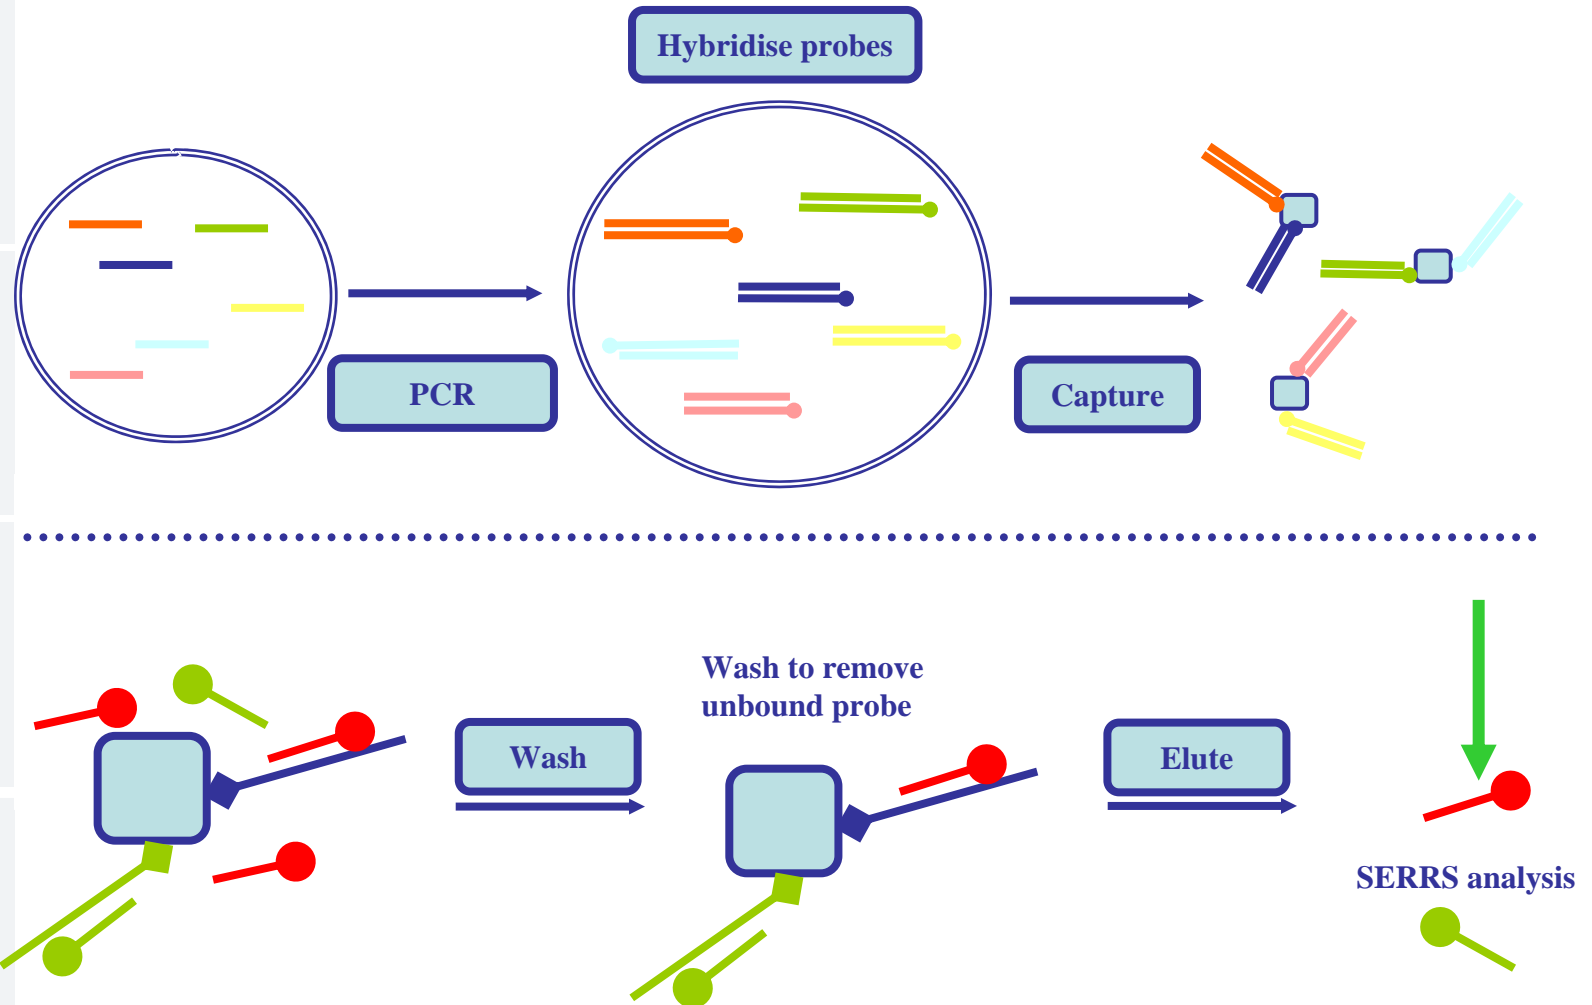 Hybridise probes
PCR
Capture
Wash to remove
unbound probe
Wash
Elute
SERRS analysis